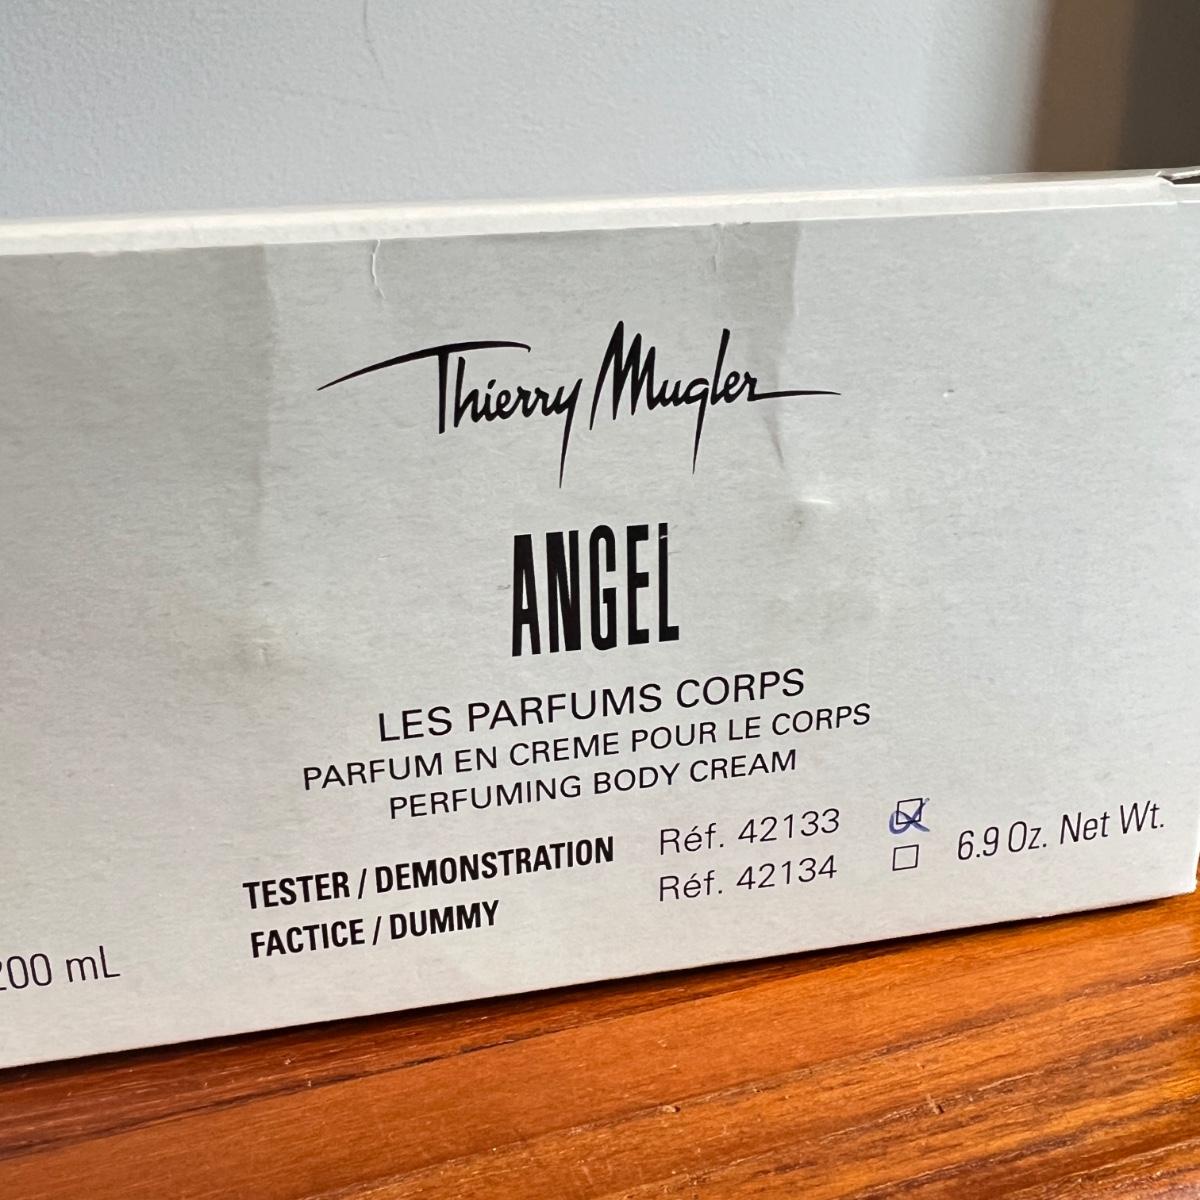 Thierry Mugler
ANGEL
LES PARFUMS CORPS
PARFUM EN CREME POUR LE CORPS
PERFUMING BODY CREAM
TESTER / DEMONSTRATION Réf. 42133
FACTICE / DUMMY Réf. 42134
6.9 Oz. Net Wt.
200 mL